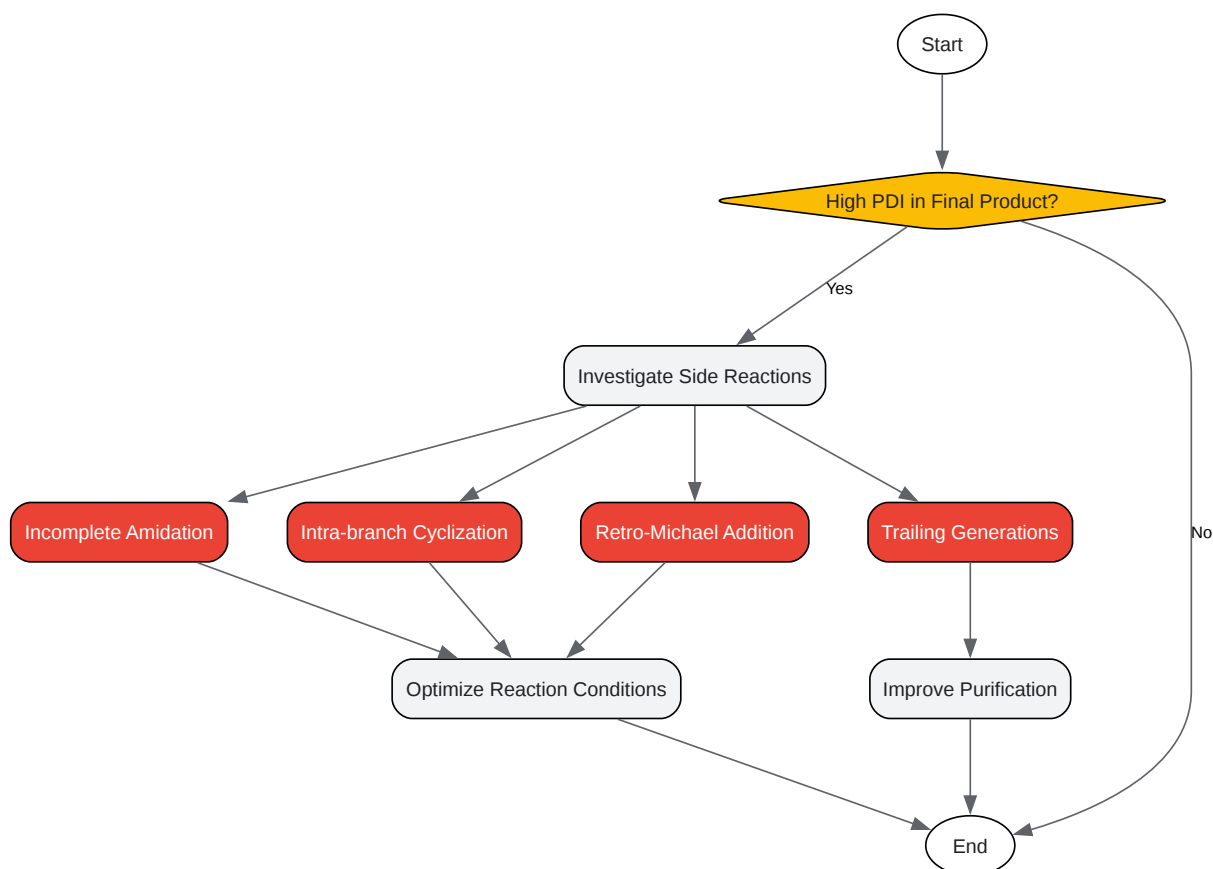 Start
High PDI in Final Product?
Yes
Investigate Side Reactions
Incomplete Amidation
Intra-branch Cyclization
Retro-Michael Addition
Trailing Generations
No
Optimize Reaction Conditions
Improve Purification
End